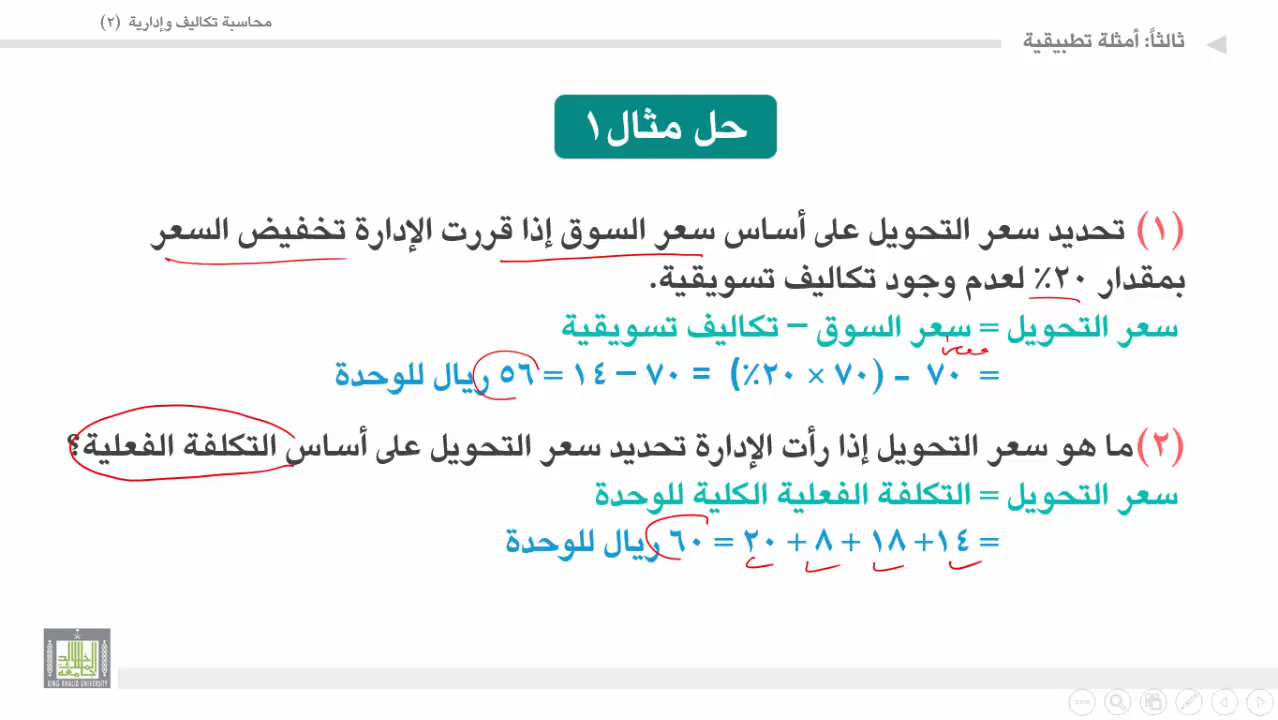 محاسبة تكاليف وإدارية (٢)
ثالثاً: أمثلة تطبيقية
حل مثال١
(١) تحديد سعر التحويل على أساس سعر السوق إذا قررت الإدارة تخفيض السعر
بمقدار ٢٠٪ لعدم وجود تكاليف تسويقية.
سعر التحويل = سعر السوق – تكاليف تسويقية
= ٧٠ - (٧٠ × ٢٠٪) = ٧٠ – ١٤ = ٥٦ ريال للوحدة
(٢) ما هو سعر التحويل إذا رأت الإدارة تحديد سعر التحويل على أساس التكلفة الفعلية؟
سعر التحويل = التكلفة الفعلية الكلية للوحدة
= ١٤+ ١٨ + ٨ + ٢٠ = ٦٠ ريال للوحدة
KING KHALID UNIVERSITY